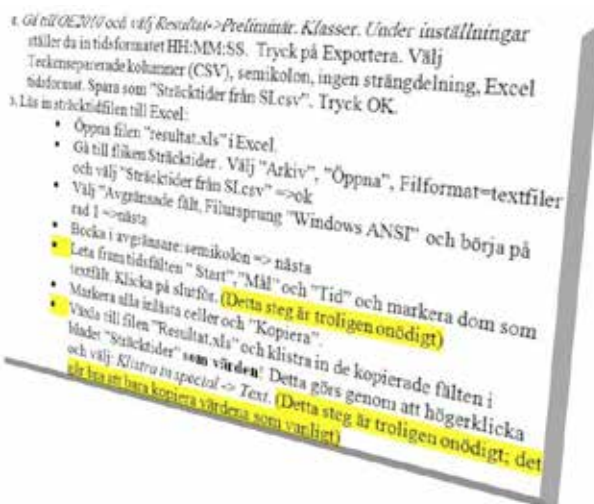 2. Gå till OE2010 och välj Resultat->Preliminär. Klasser. Under inställningar
ställer du in tidsformatet HH:MM:SS. Tryck på Exportera. Välj
Teckenseparerade kolumner (CSV), semikolon, ingen strängdelning, Excel
tidsformat. Spara som "Sträcktider från SI.csv". Tryck OK.
3. Läs in sträcktidfilen till Excel:
• Öppna filen "resultat.xls" i Excel.
• Gå till fliken Sträcktider. Välj "Arkiv", "Öppna", Filformat=textfiler
och välj "Sträcktider från SI.csv" =>ok
• Välj "Avgränsade fält, Filursprung "Windows ANSI" och börja på
rad 1 =>nästa
• Bocka i avgränsare: semikolon => nästa
• Leta fram tidsfälten " Start", "Mål" och "Tid" och markera dom som
textfält. Klicka på slutför. (Detta steg är troligen onödigt)
• Markera alla inlästa celler och "Kopiera".
• Växla till filen "Resultat.xls" och klistra in de kopierade fälten i
bladet "Sträcktider" som värden! Detta görs genom att högerklicka
och välj: Klistra in special -> Text. (Detta steg är troligen onödigt; det
går bra att bara kopiera värdena som vanligt)